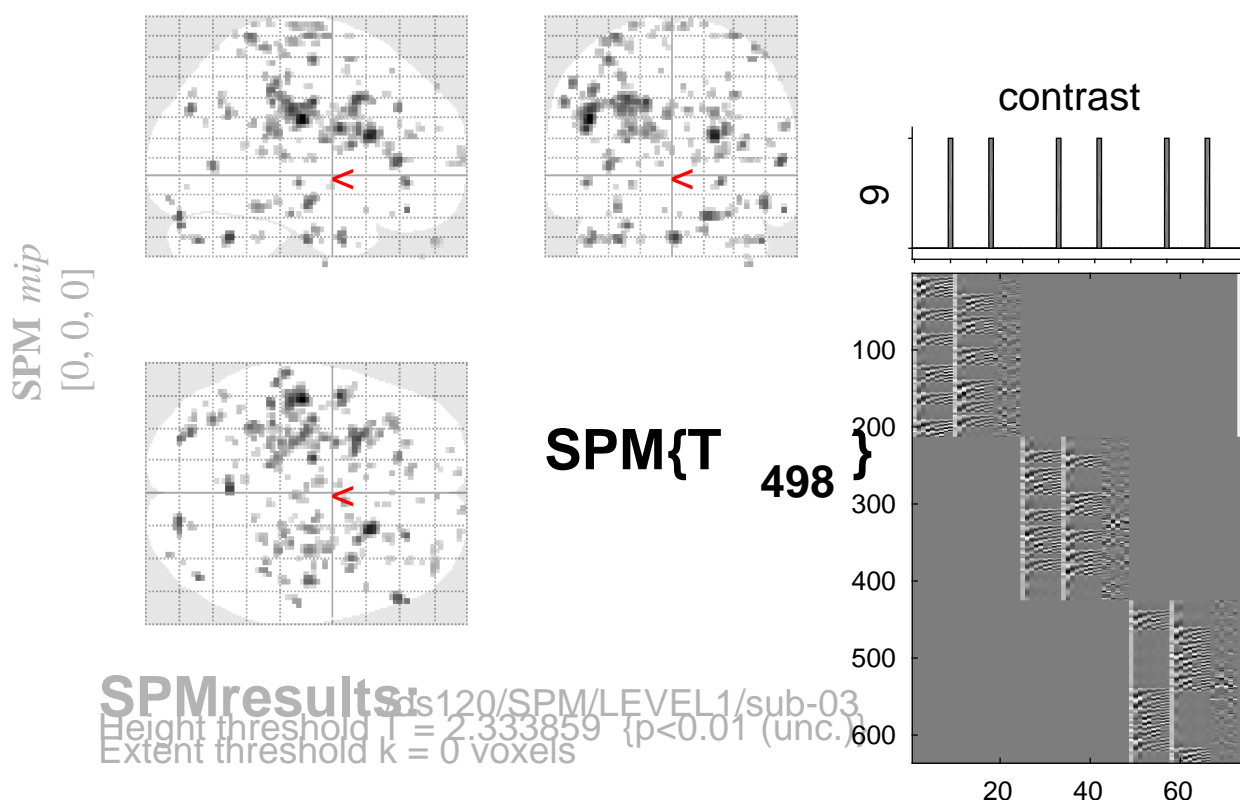 SPM mip
[0, 0, 0]
<
<
<
SPM{T498}
contrast
9
100
200
300
400
500
600
20
40
60
SPMresults: /ds120/SPM/LEVEL1/sub-03
Height threshold T = 2.333859 {p<0.01 (unc.)}
Extent threshold k = 0 voxels